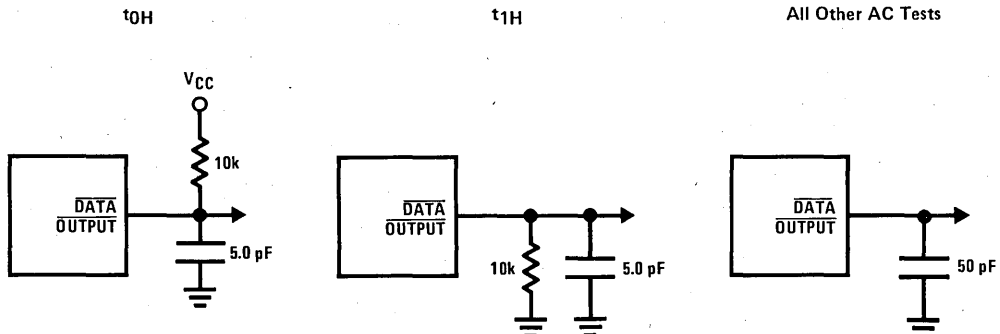 t0H
VCC
10k
DATA
OUTPUT
5.0 pF
t1H
DATA
OUTPUT
10k
5.0 pF
All Other AC Tests
DATA
OUTPUT
50 pF